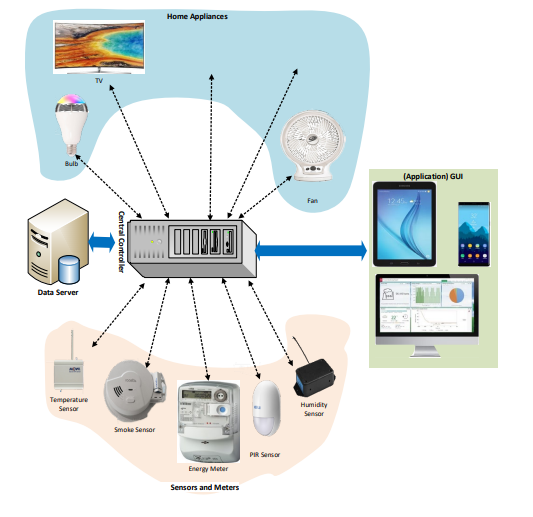 Home Appliances
TV
Bulb
Fan
(Application) GUI
Central Controller
Data Server
Temperature
Sensor
Smoke Sensor
Energy Meter
PIR Sensor
Humidity
Sensor
Sensors and Meters